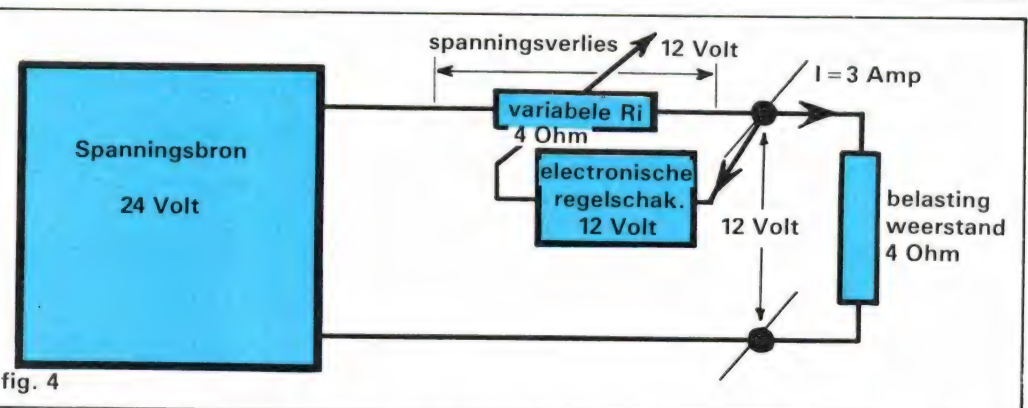 spanningsverlies 12 Volt
I = 3 Amp
variabele Ri
4 Ohm
Spanningsbron
24 Volt
electronische
regelschak.
12 Volt
12 Volt
belasting
weerstand
4 Ohm
fig. 4